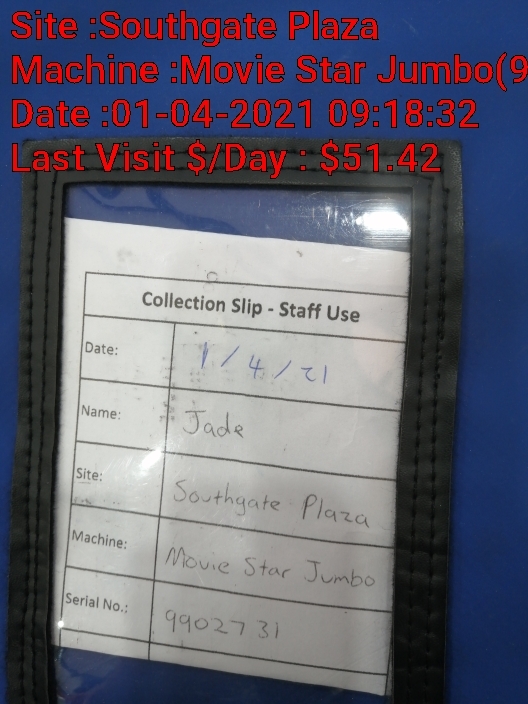 Site :Southgate Plaza
Machine :Movie Star Jumbo(9
Date :01-04-2021 09:18:32
Last Visit $/Day : $51.42
Collection Slip - Staff Use
Date: 1/4/21
Name: Jade
Site: Southgate Plaza
Machine: Movie Star Jumbo
Serial No.: 9902731